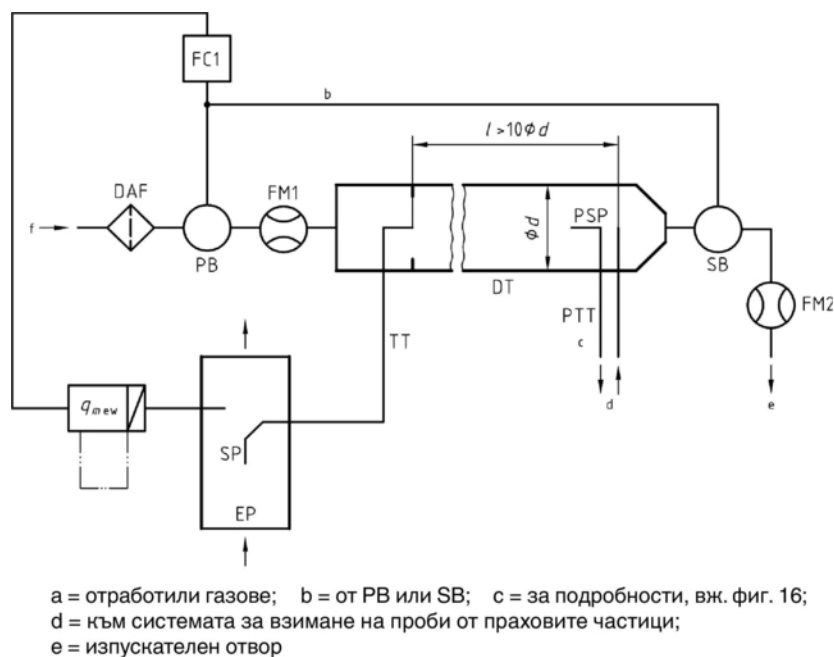 FC1
b
l > 10 Φ d
DAF
FM1
f
PB
Φ d
PSP
SB
DT
FM2
TT
PTT
c
d
e
qmew
SP
EP
a = отработили газове; b = от PB или SB; c = за подробности, вж. фиг. 16;
d = към системата за взимане на проби от праховите частици;
e = изпускателен отвор